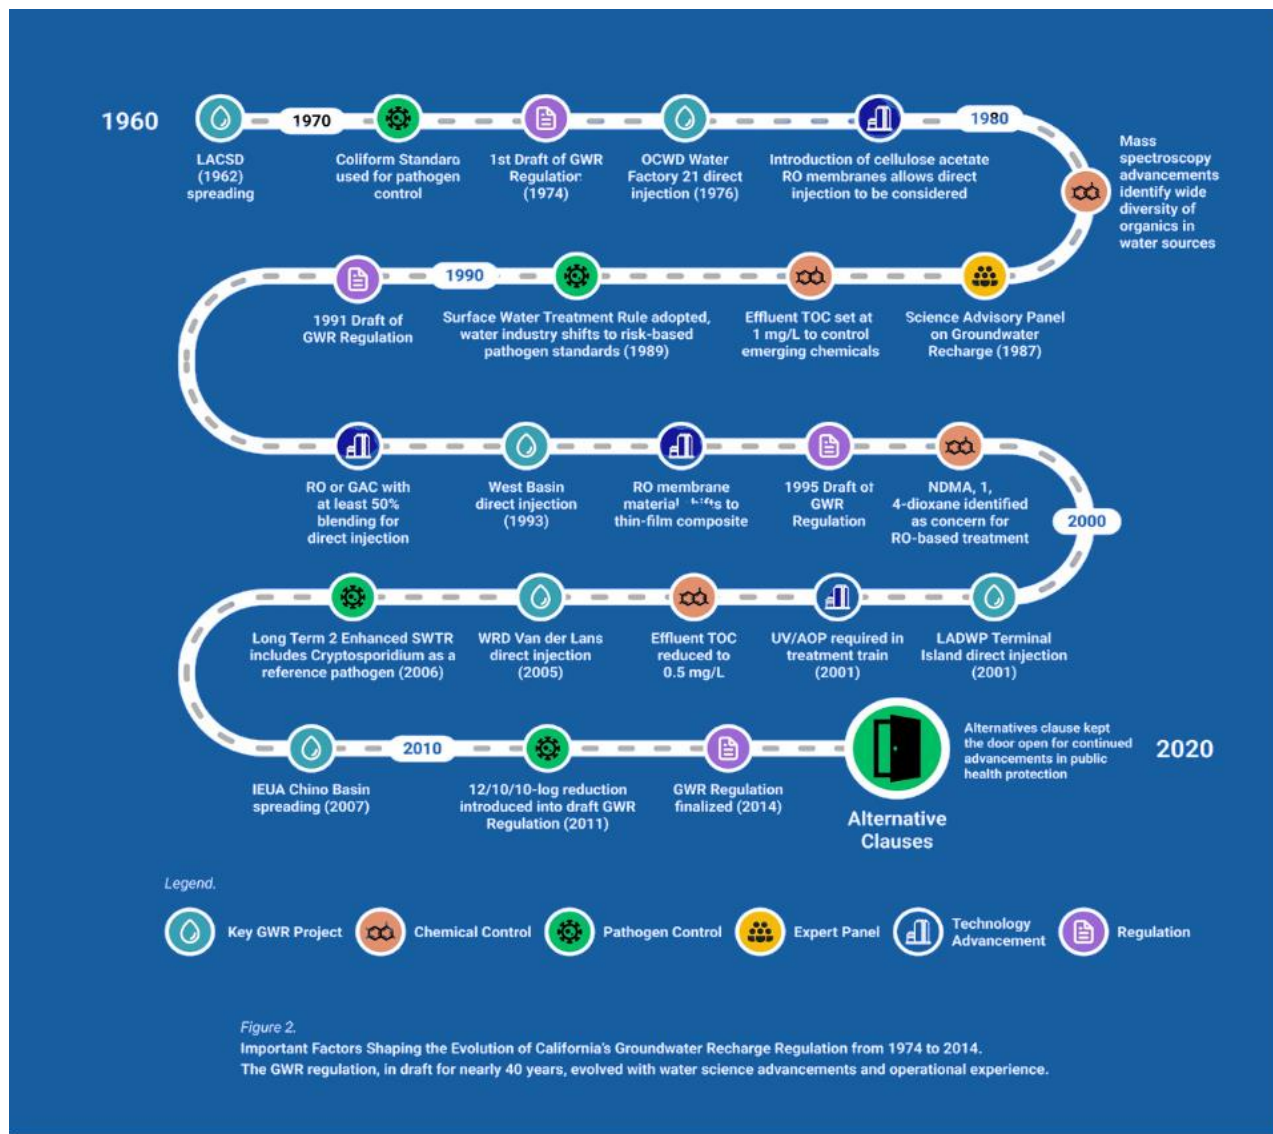 1960
1970
1980
LACSD
(1962)
spreading
Coliform Standard
used for pathogen
control
1st Draft of GWR
Regulation
(1974)
OCWD Water
Factory 21 direct
injection (1976)
Introduction of cellulose acetate
RO membranes allows direct
injection to be considered
Mass
spectroscopy
advancements
identify wide
diversity of
organics in
water sources
1990
1991 Draft of
GWR Regulation
Surface Water Treatment Rule adopted,
water industry shifts to risk-based
pathogen standards (1989)
Effluent TOC set at
1 mg/L to control
emerging chemicals
Science Advisory Panel
on Groundwater
Recharge (1987)
RO or GAC with
at least 50%
blending for
direct injection
West Basin
direct injection
(1993)
RO membrane
material shifts to
thin-film composite
1995 Draft of
GWR
Regulation
NDMA, 1,
4-dioxane identified
as concern for
RO-based treatment
2000
Long Term 2 Enhanced SWTR
includes Cryptosporidium as a
reference pathogen (2006)
WRD Van der Lans
direct injection
(2005)
Effluent TOC
reduced to
0.5 mg/L
UV/AOP required in
treatment train
(2001)
LADWP Terminal
Island direct injection
(2001)
2010
IEUA Chino Basin
spreading (2007)
12/10/10-log reduction
introduced into draft GWR
Regulation (2011)
GWR Regulation
finalized (2014)
Alternative
Clauses
Alternatives clause kept
the door open for continued
advancements in public
health protection
2020
Legend.
Key GWR Project
Chemical Control
Pathogen Control
Expert Panel
Technology
Advancement
Regulation
Figure 2.
Important Factors Shaping the Evolution of California's Groundwater Recharge Regulation from 1974 to 2014.
The GWR regulation, in draft for nearly 40 years, evolved with water science advancements and operational experience.